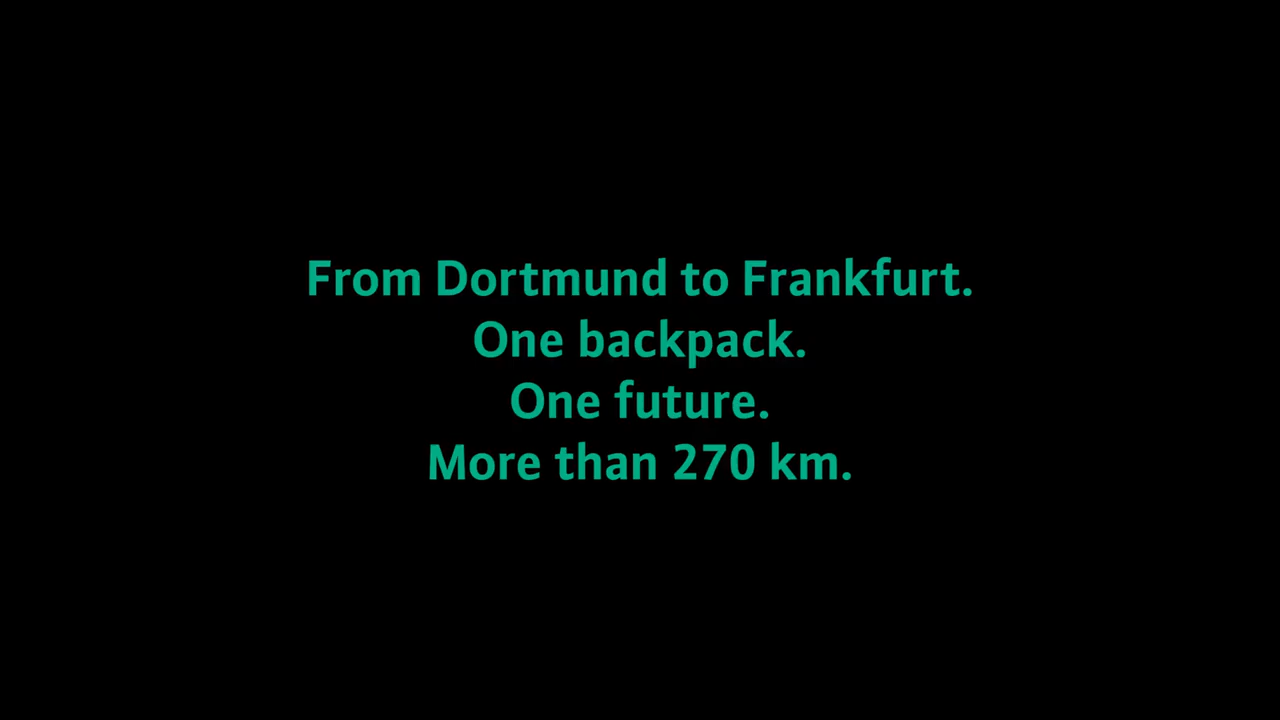 From Dortmund to Frankfurt.
One backpack.
One future.
More than 270 km.